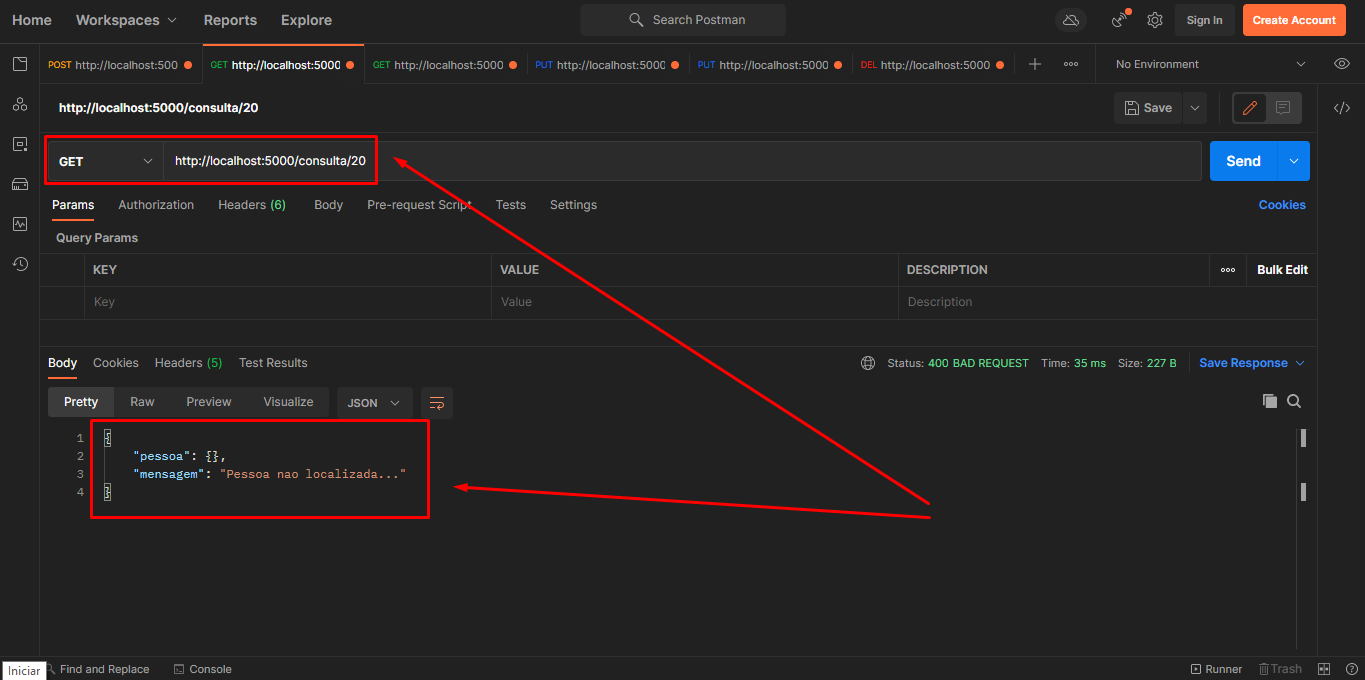 Home Workspaces Reports Explore Search Postman Sign In Create Account
POST http://localhost:500 GET http://localhost:5000 GET http://localhost:5000 PUT http://localhost:5000 PUT http://localhost:5000 DEL http://localhost:5000 No Environment
http://localhost:5000/consulta/20 Save
GET http://localhost:5000/consulta/20 Send
Params Authorization Headers (6) Body Pre-request Script Tests Settings Cookies
Query Params
KEY VALUE DESCRIPTION Bulk Edit
Key Value Description
Body Cookies Headers (5) Test Results Status: 400 BAD REQUEST Time: 35 ms Size: 227 B Save Response
Pretty Raw Preview Visualize JSON
1 {
2 "pessoa": {},
3 "mensagem": "Pessoa nao localizada..."
4 }
Iniciar Find and Replace Console Runner Trash